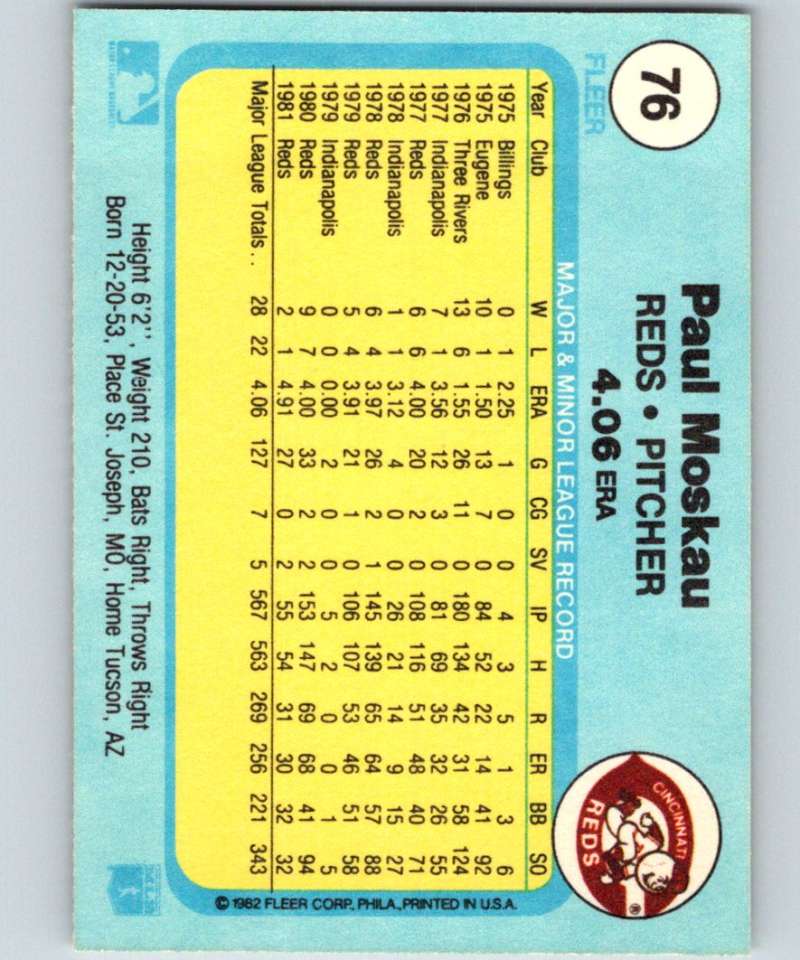 76
FLEER
Paul Moskau
REDS • PITCHER
4.06 ERA
CINCINNATI
REDS
®
MAJOR & MINOR LEAGUE RECORD
Year Club W L ERA G CG SV IP H R ER BB SO
1975 Billings 0 1 2.25 1 0 0 4 3 5 1 3 6
1975 Eugene 10 1 1.50 13 7 0 84 52 22 14 41 92
1976 Three Rivers 13 6 1.55 26 11 0 180 134 42 31 58 124
1977 Indianapolis 7 1 3.56 12 3 0 81 69 35 32 26 55
1977 Reds 6 6 4.00 20 2 0 108 116 51 48 40 71
1978 Indianapolis 1 1 3.12 4 0 0 26 21 14 9 15 27
1978 Reds 6 4 3.97 26 2 1 145 139 65 64 57 88
1979 Reds 5 4 3.91 21 1 0 106 107 53 46 51 58
1979 Indianapolis 0 0 0.00 2 0 0 5 2 0 0 1 5
1980 Reds 9 7 4.00 33 2 2 153 147 69 68 41 94
1981 Reds 2 1 4.91 27 0 2 55 54 31 30 32 32
Major League Totals . . 28 22 4.06 127 7 5 567 563 269 256 221 343
© 1982 FLEER CORP., PHILA., PRINTED IN U.S.A.
Height 6'2'', Weight 210, Bats Right, Throws Right
Born 12-20-53, Place St. Joseph, MO, Home Tucson, AZ